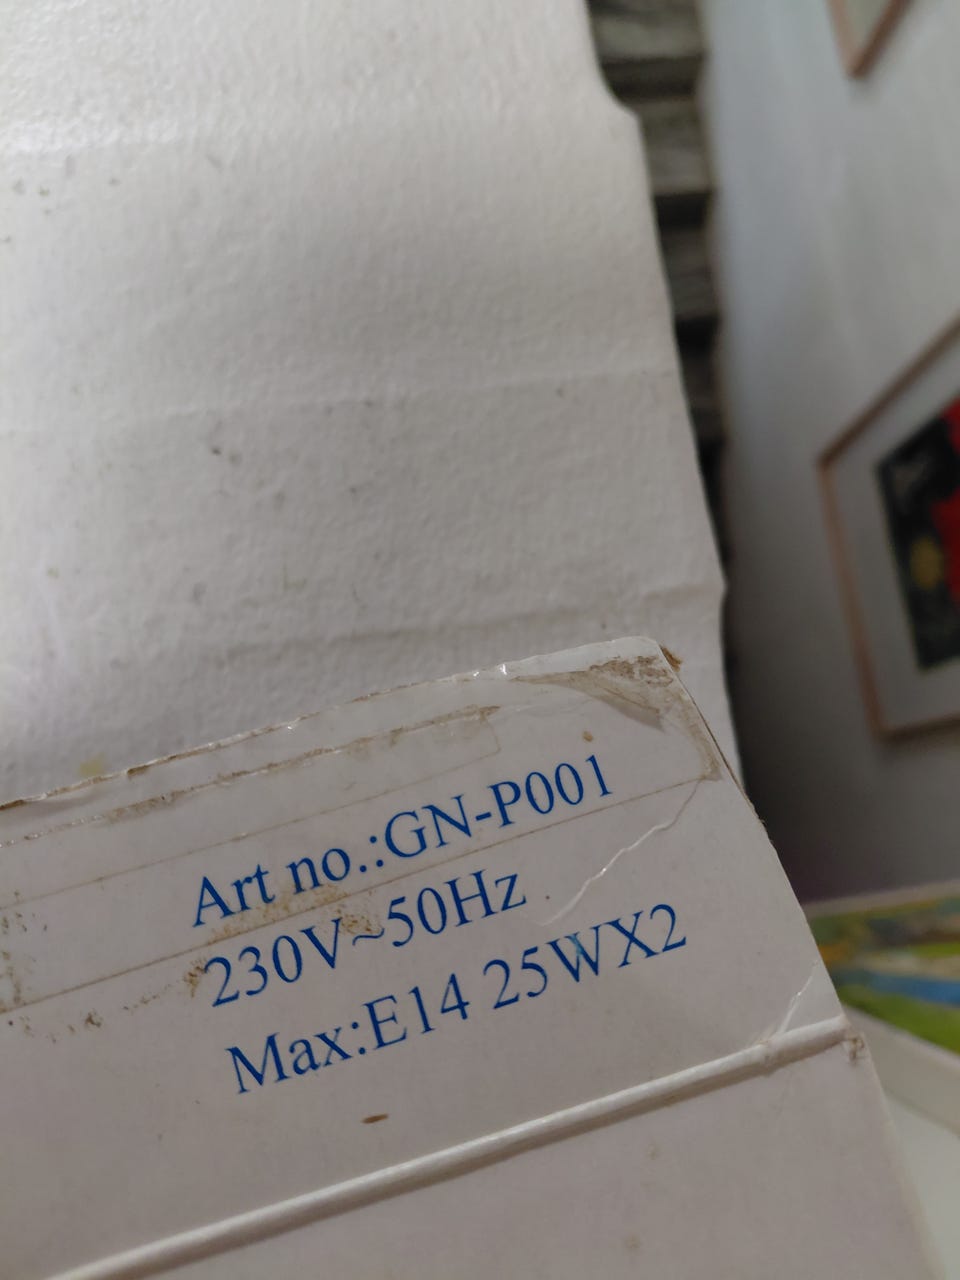 Art no.:GN-P001
230V~50Hz
Max:E14 25WX2